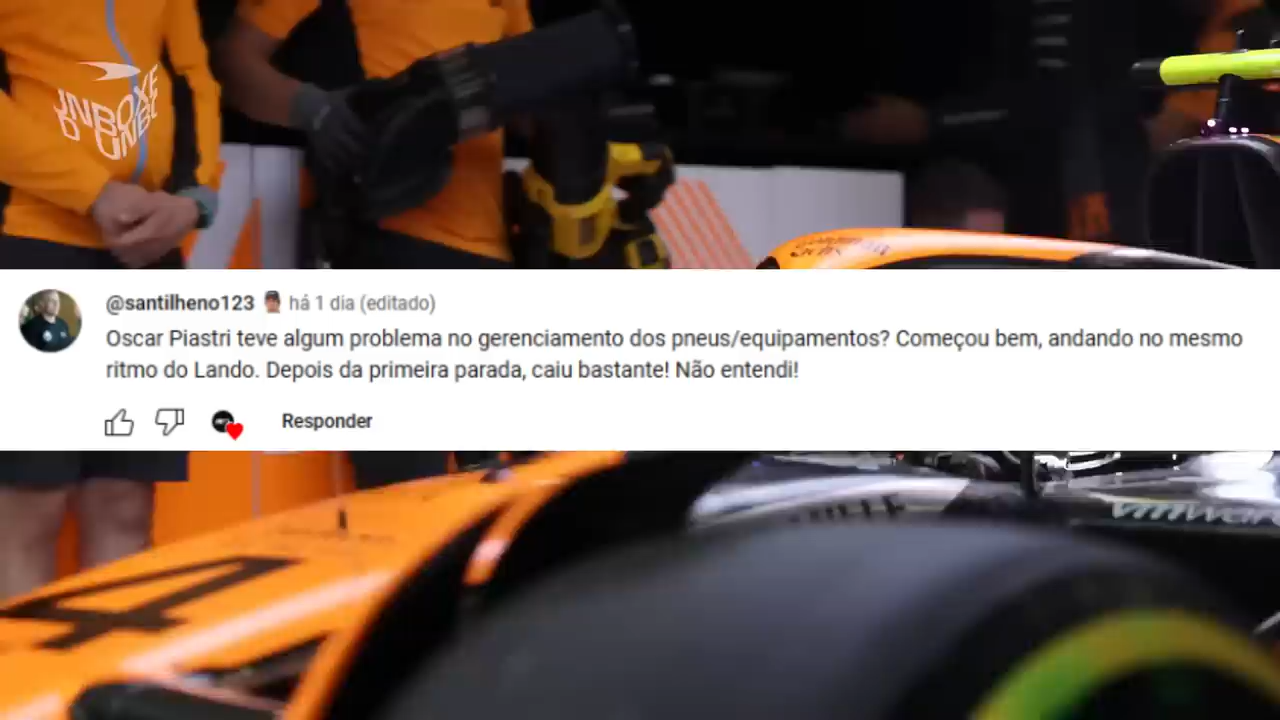 @santilheno123 há 1 dia (editado)
Oscar Piastri teve algum problema no gerenciamento dos pneus/equipamentos? Começou bem, andando no mesmo
ritmo do Lando. Depois da primeira parada, caiu bastante! Não entendi!
Responder
4